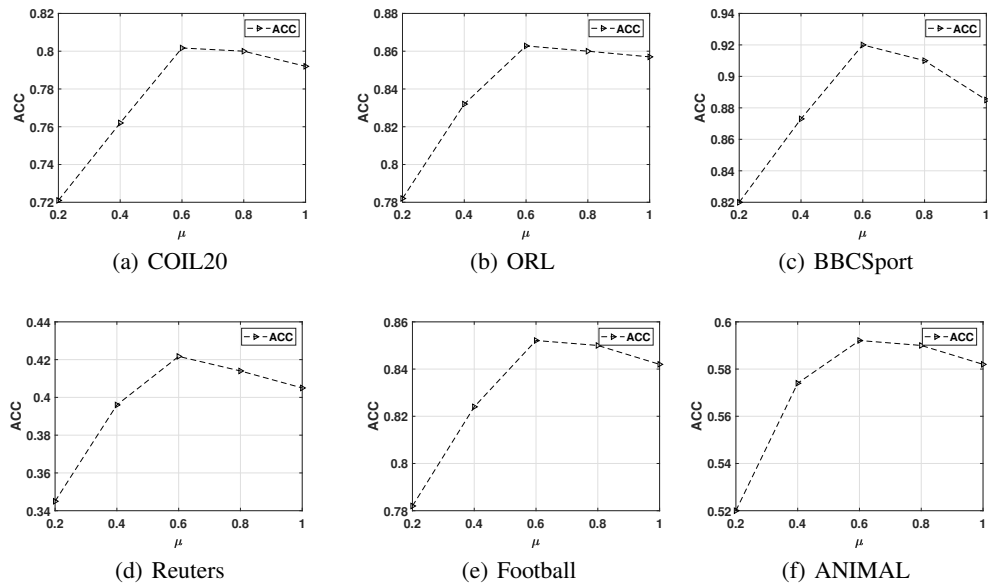 0.82
0.8
0.78
0.76
0.74
0.72
ACC
0.2 0.4 0.6 0.8 1
μ
ACC
(a) COIL20
0.88
0.86
0.84
0.82
0.8
0.78
ACC
0.2 0.4 0.6 0.8 1
μ
ACC
(b) ORL
0.94
0.92
0.9
0.88
0.86
0.84
0.82
ACC
0.2 0.4 0.6 0.8 1
μ
ACC
(c) BBCSport
0.44
0.42
0.4
0.38
0.36
0.34
ACC
0.2 0.4 0.6 0.8 1
μ
ACC
(d) Reuters
0.86
0.84
0.82
0.8
0.78
ACC
0.2 0.4 0.6 0.8 1
μ
ACC
(e) Football
0.6
0.58
0.56
0.54
0.52
ACC
0.2 0.4 0.6 0.8 1
μ
ACC
(f) ANIMAL